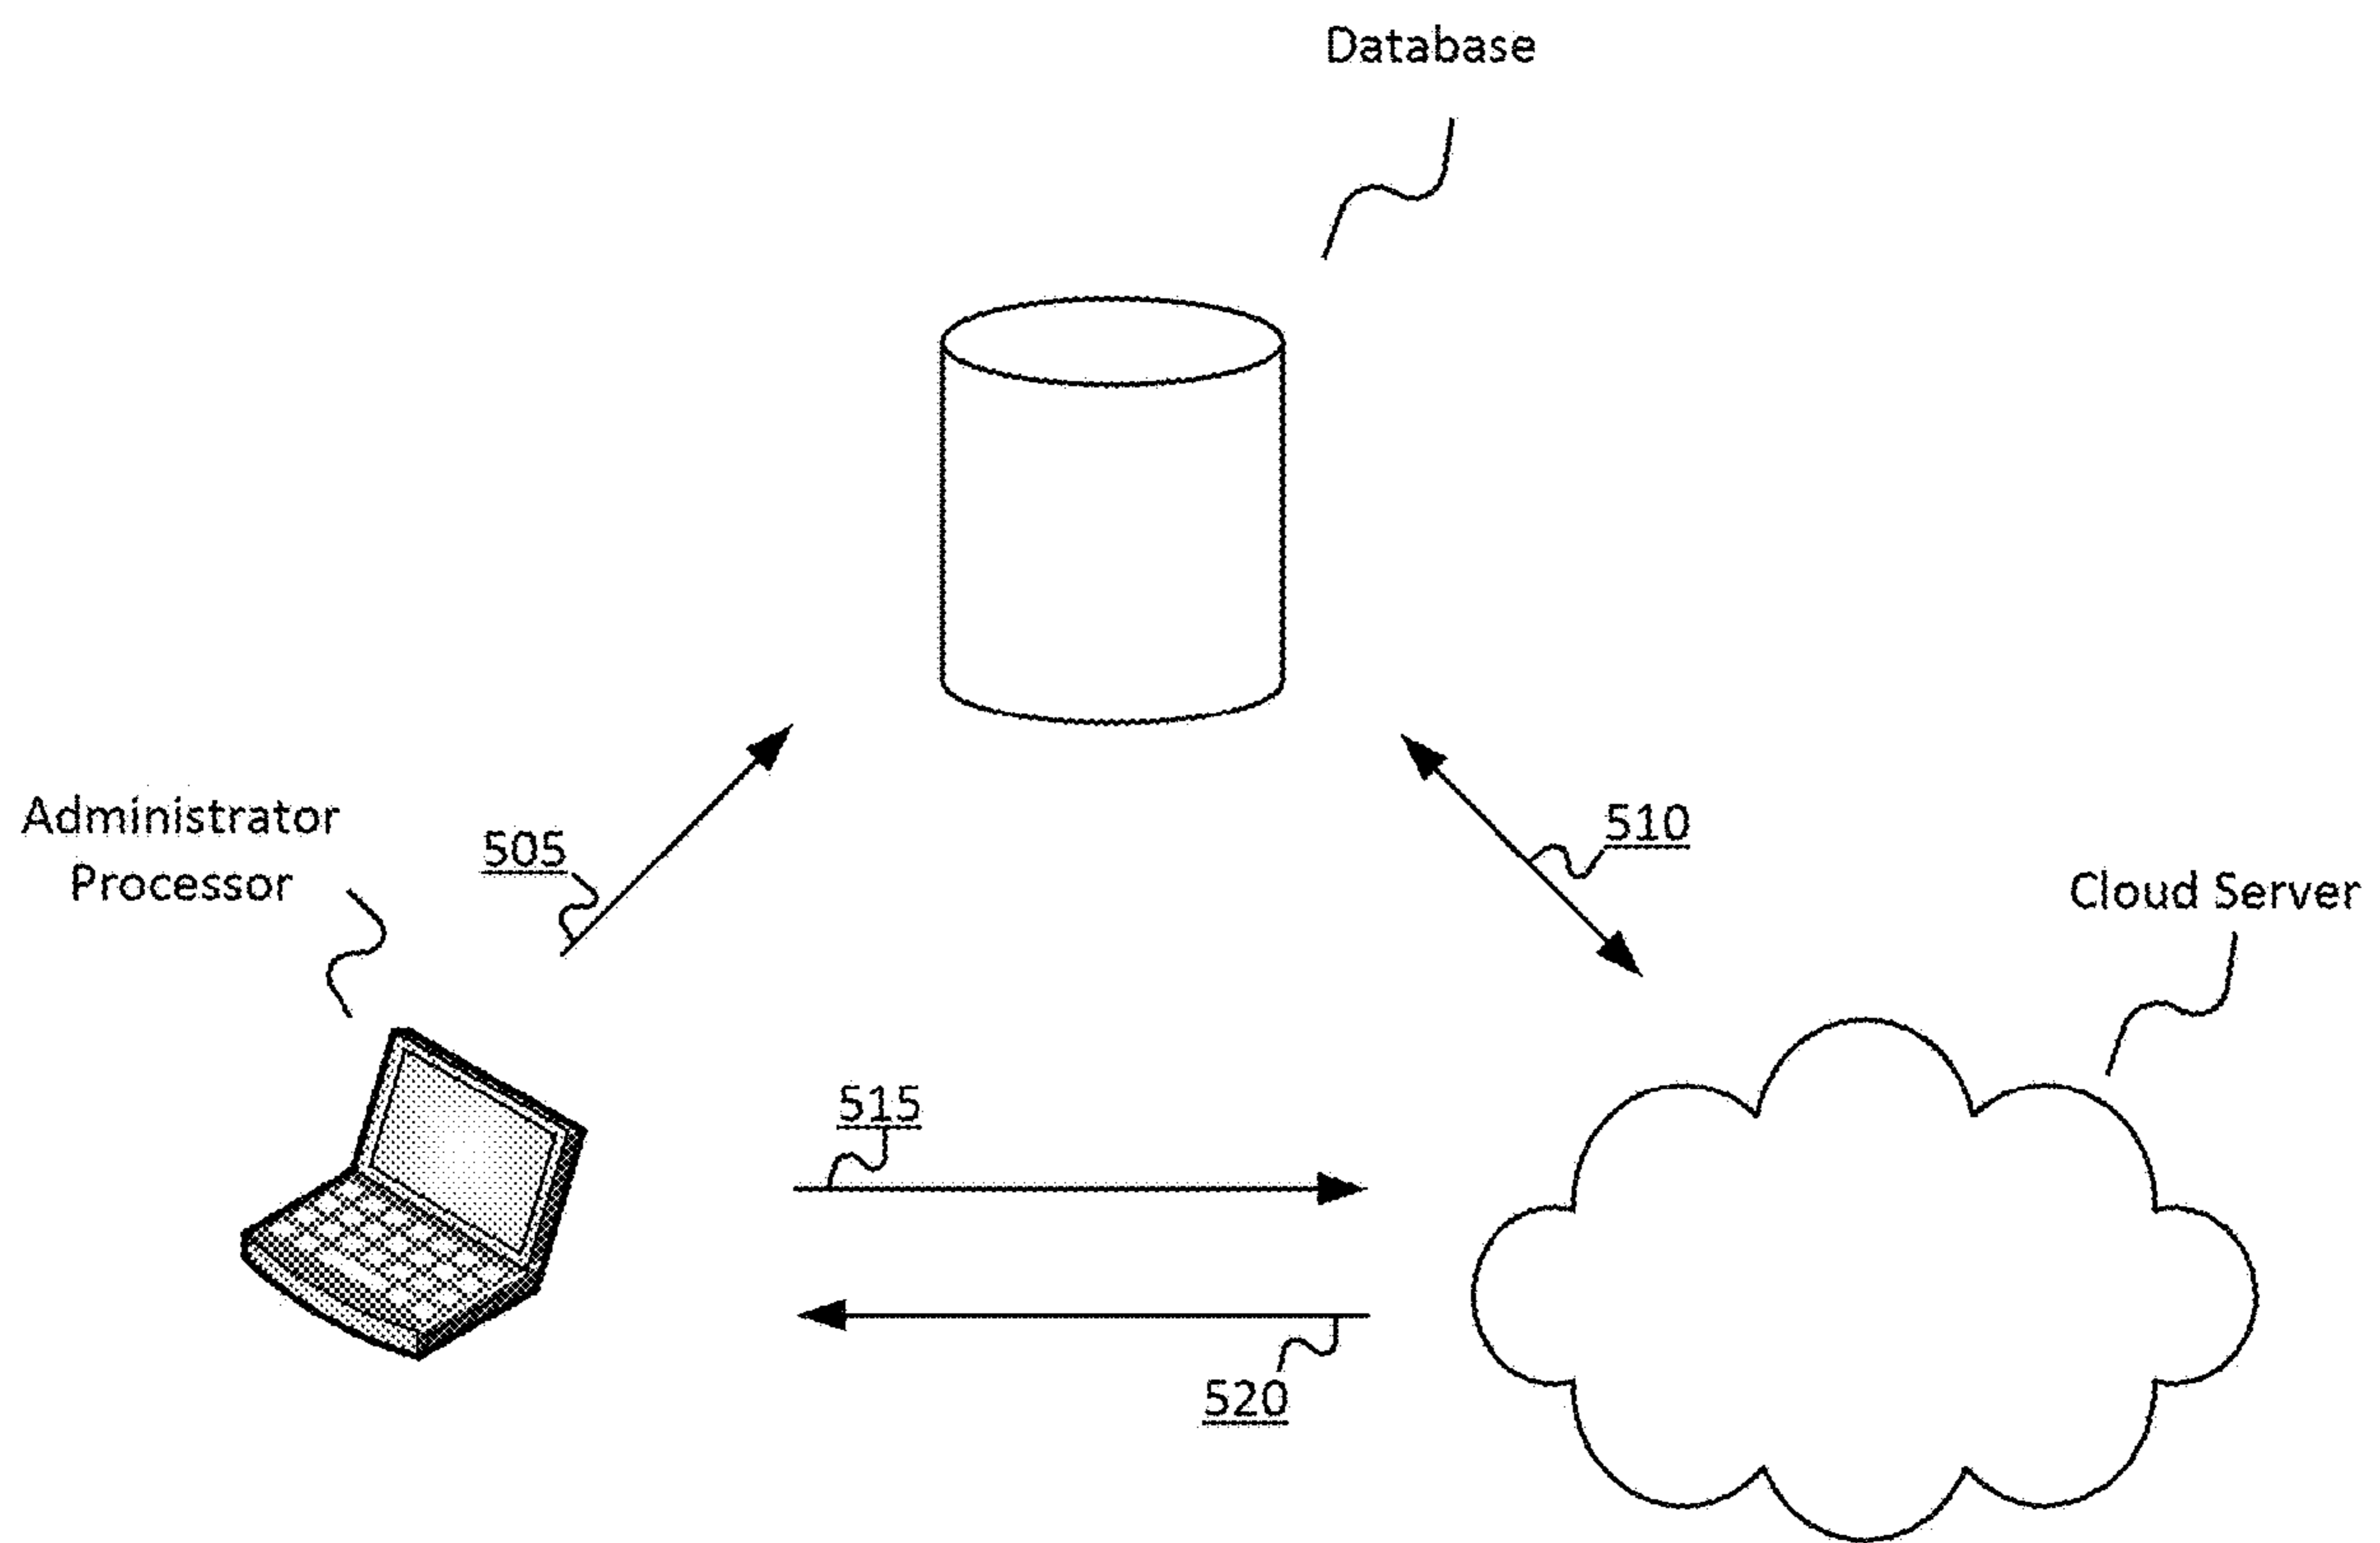 Database
Administrator
Processor
505
510
Cloud Server
515
520